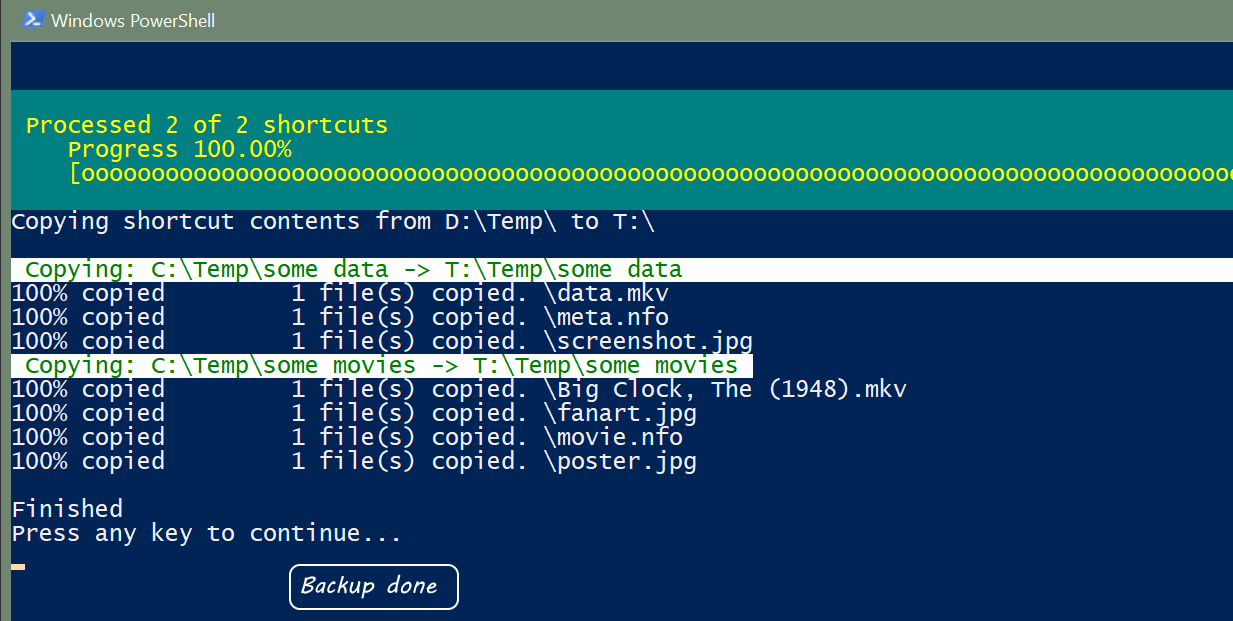 Windows PowerShell
Processed 2 of 2 shortcuts
Progress 100.00%
[oooooooooooooooooooooooooooooooooooooooooooooooooooooooooooooooooooooooooooooooooo
Copying shortcut contents from D:\Temp\ to T:\
Copying: C:\Temp\some data -> T:\Temp\some data
100% copied         1 file(s) copied. \data.mkv
100% copied         1 file(s) copied. \meta.nfo
100% copied         1 file(s) copied. \screenshot.jpg
Copying: C:\Temp\some movies -> T:\Temp\some movies
100% copied         1 file(s) copied. \Big Clock, The (1948).mkv
100% copied         1 file(s) copied. \fanart.jpg
100% copied         1 file(s) copied. \movie.nfo
100% copied         1 file(s) copied. \poster.jpg
Finished
Press any key to continue...
Backup done